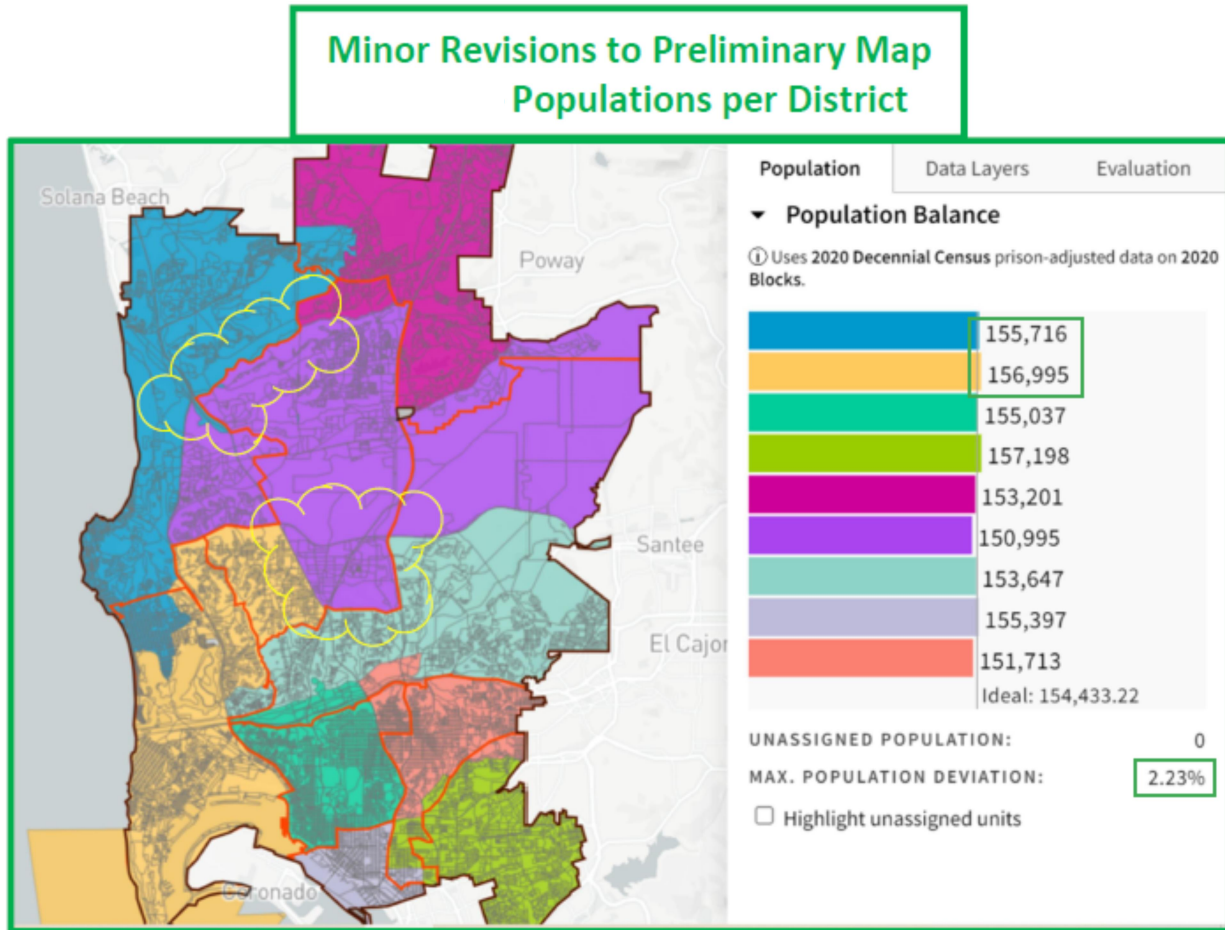 Minor Revisions to Preliminary Map
Populations per District
Solana Beach
Poway
Santee
El Cajon
Coronado
Population
Data Layers
Evaluation
Population Balance
Uses 2020 Decennial Census prison-adjusted data on 2020
Blocks.
155,716
156,995
155,037
157,198
153,201
150,995
153,647
155,397
151,713
Ideal: 154,433.22
UNASSIGNED POPULATION: 0
MAX. POPULATION DEVIATION: 2.23%
Highlight unassigned units